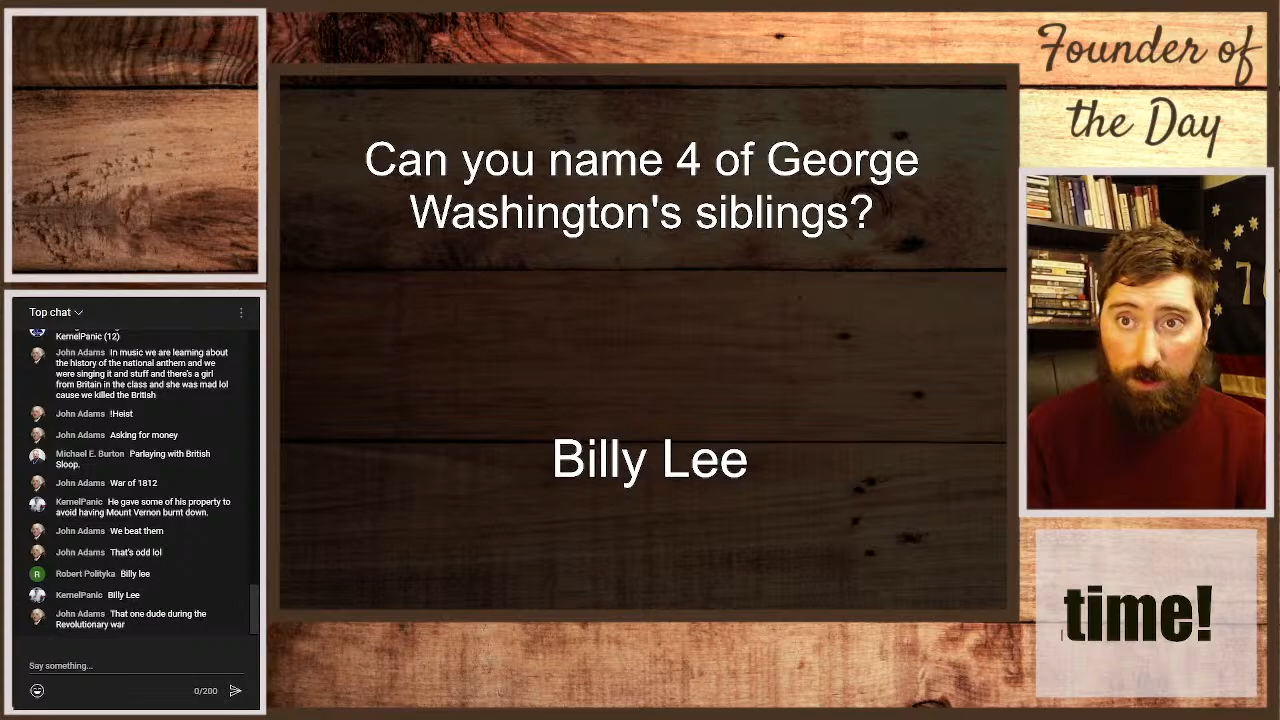 Founder of
the Day
Can you name 4 of George
Washington's siblings?
Billy Lee
Top chat
KernelPanic (12)
John Adams In music we are learning about
the history of the national anthem and we
were singing it and stuff and there's a girl
from Britain in the class and she was mad lol
cause we killed the British
John Adams !Heist
John Adams Asking for money
Michael E. Burton Parlaying with British
Sloop.
John Adams War of 1812
KernelPanic He gave some of his property to
avoid having Mount Vernon burnt down.
John Adams We beat them
John Adams That's odd lol
R Robert Polityka Billy lee
KernelPanic Billy Lee
John Adams That one dude during the
Revolutionary war
Say something...
0/200
time!